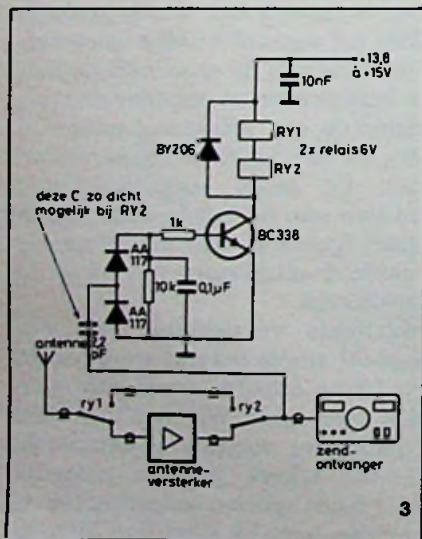 +13,8
à +15V
10nF
RY1
BY206
2x relais 6V
RY2
deze C zo dicht
mogelijk bij RY2
1k
BC338
AA
117
10k
0,1µF
AA
117
2,2
pF
antenne
ry1
ry2
antenne-
versterker
zend-
ontvanger
3